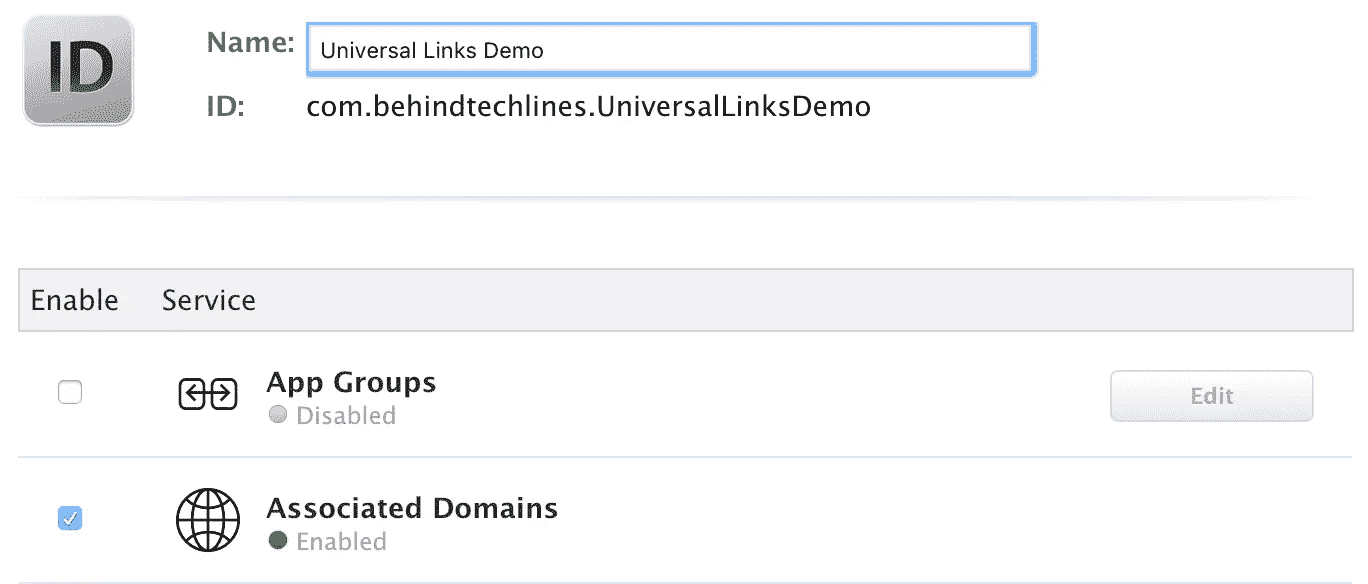 ID
Name: Universal Links Demo
ID: com.behindtechlines.UniversalLinksDemo
Enable Service
App Groups
Disabled
Edit
Associated Domains
Enabled